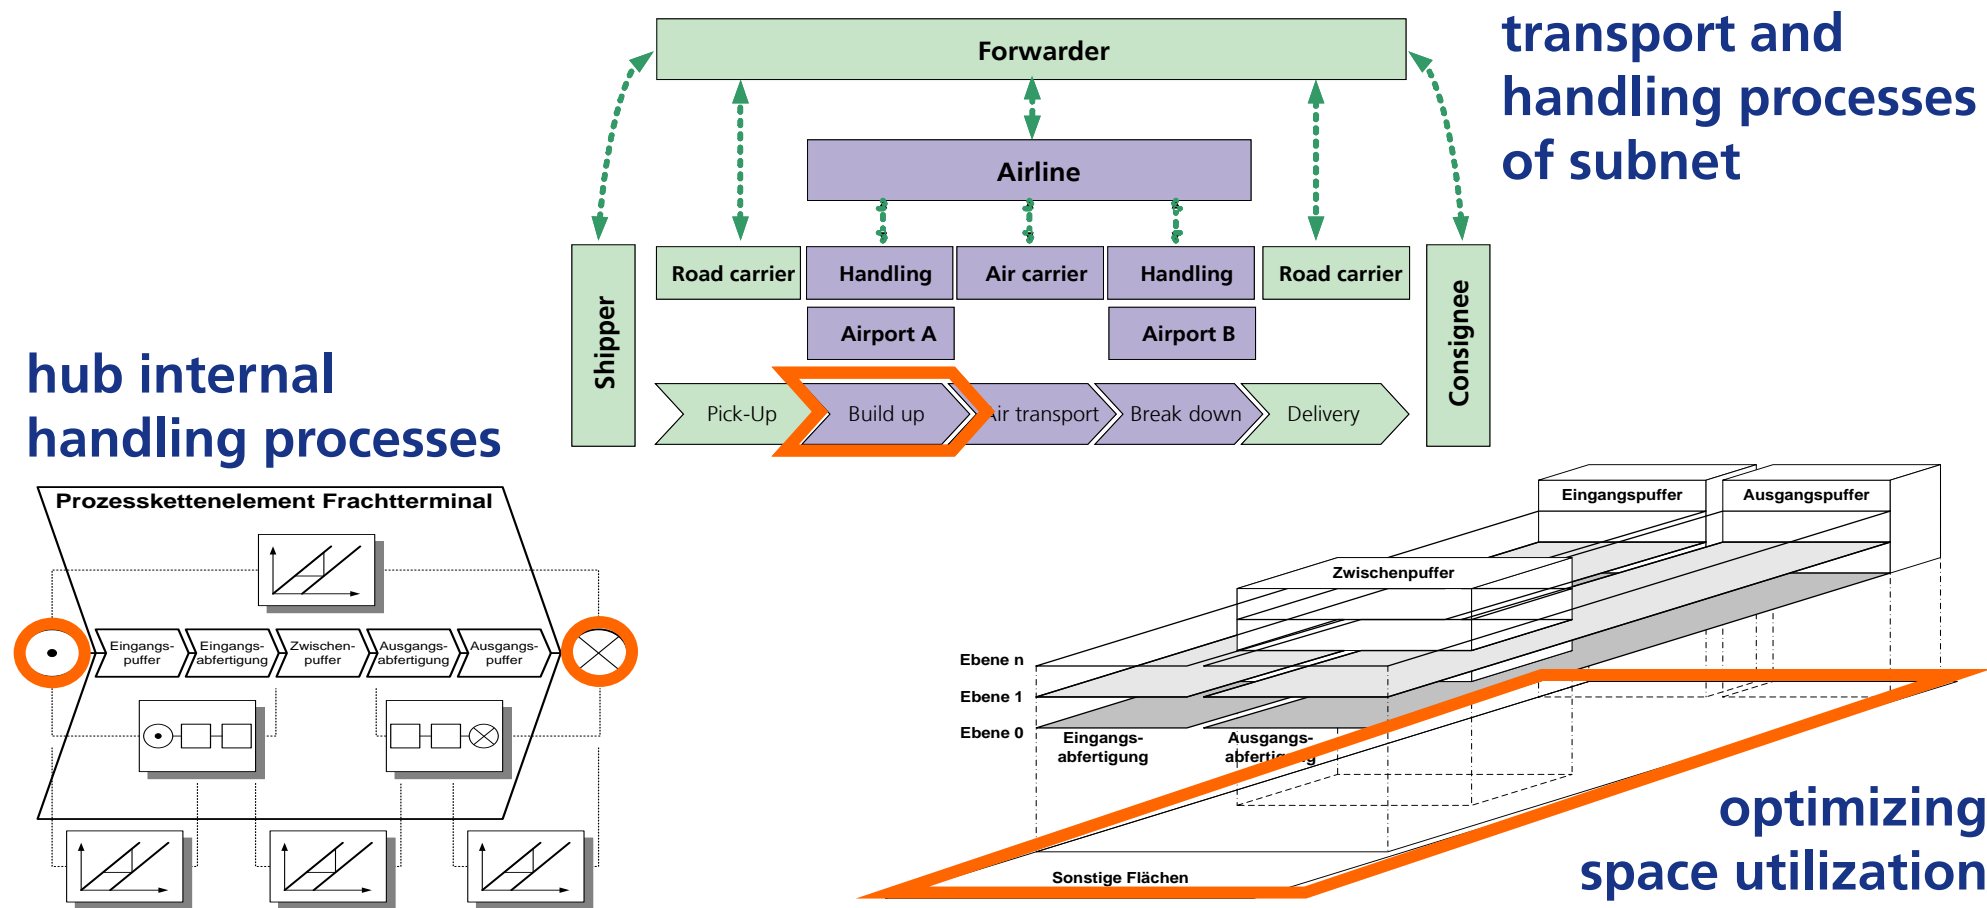 transport and
handling processes
of subnet
Forwarder
Airline
Shipper
Road carrier
Handling
Air carrier
Handling
Road carrier
Consignee
Airport A
Airport B
Pick-Up
Build up
Air transport
Break down
Delivery
hub internal
handling processes
Prozesskettenelement Frachtterminal
Eingangs-
puffer
Eingangs-
abfertigung
Zwischen-
puffer
Ausgangs-
abfertigung
Ausgangs-
puffer
Eingangspuffer
Ausgangspuffer
Zwischenpuffer
Ebene n
Ebene 1
Ebene 0
Eingangs-
abfertigung
Ausgangs-
abfertigung
Sonstige Flächen
optimizing
space utilization